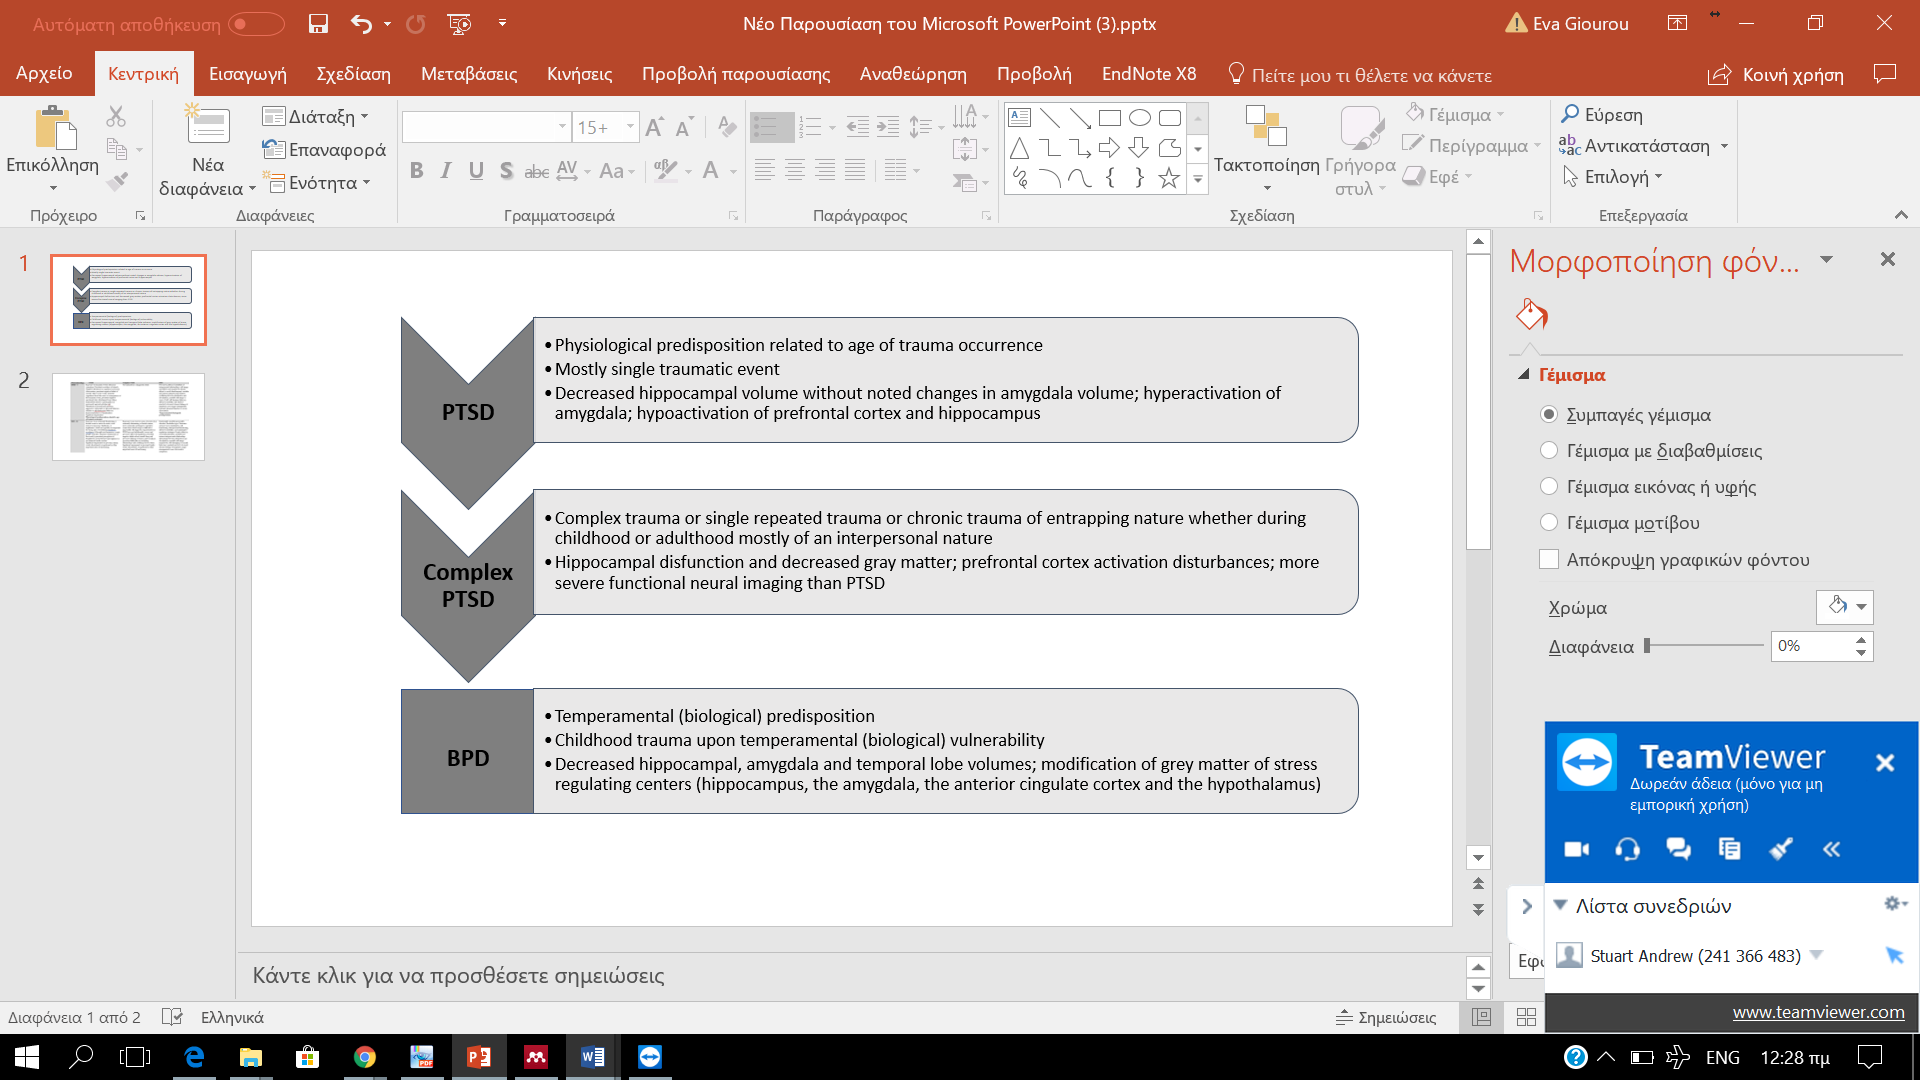 Αυτόματη αποθήκευση
Νέο Παρουσίαση του Microsoft PowerPoint (3).pptx
Eva Giourou
Αρχείο Κεντρική Εισαγωγή Σχεδίαση Μεταβάσεις Κινήσεις Προβολή παρουσίασης Αναθεώρηση Προβολή EndNote X8 Πείτε μου τι θέλετε να κάνετε Κοινή χρήση
Επικόλληση
Πρόχειρο
Νέα
διαφάνεια
Διάταξη
Επαναφορά
Ενότητα
Διαφάνειες
15+
B I U S abc AV Aa A
Γραμματοσειρά
Παράγραφος
Τακτοποίηση
Γρήγορα
στυλ
Γέμισμα
Περίγραμμα
Εφέ
Σχεδίαση
Εύρεση
Αντικατάσταση
Επιλογή
Επεξεργασία
1
2
PTSD
•Physiological predisposition related to age of trauma occurrence
•Mostly single traumatic event
•Decreased hippocampal volume without noted changes in amygdala volume; hyperactivation of
amygdala; hypoactivation of prefrontal cortex and hippocampus
Complex
PTSD
•Complex trauma or single repeated trauma or chronic trauma of entrapping nature whether during
childhood or adulthood mostly of an interpersonal nature
•Hippocampal disfunction and decreased gray matter; prefrontal cortex activation disturbances; more
severe functional neural imaging than PTSD
BPD
•Temperamental (biological) predisposition
•Childhood trauma upon temperamental (biological) vulnerability
•Decreased hippocampal, amygdala and temporal lobe volumes; modification of grey matter of stress
regulating centers (hippocampus, the amygdala, the anterior cingulate cortex and the hypothalamus)
Μορφοποίηση φόν...
Γέμισμα
Συμπαγές γέμισμα
Γέμισμα με διαβαθμίσεις
Γέμισμα εικόνας ή υφής
Γέμισμα μοτίβου
Απόκρυψη γραφικών φόντου
Χρώμα
Διαφάνεια 0%
TeamViewer
Δωρεάν άδεια (μόνο για μη
εμπορική χρήση)
Λίστα συνεδριών
Stuart Andrew (241 366 483)
www.teamviewer.com
Εφ
Κάντε κλικ για να προσθέσετε σημειώσεις
Διαφάνεια 1 από 2 Ελληνικά Σημειώσεις
ENG 12:28 πμ